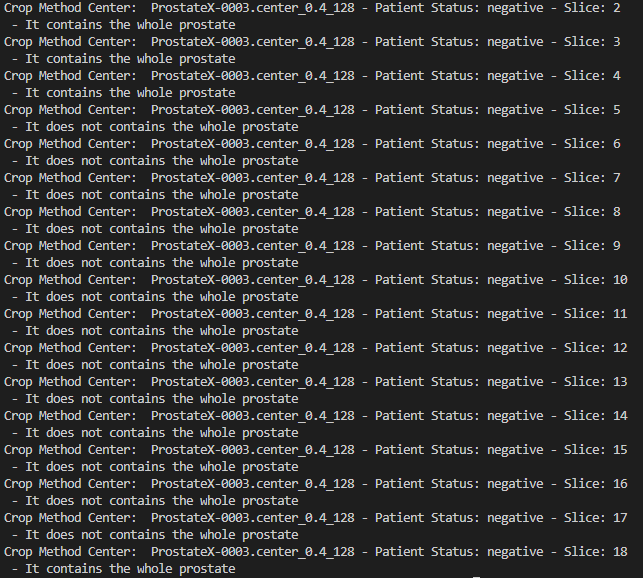 Crop Method Center:  ProstateX-0003.center_0.4_128 - Patient Status: negative - Slice: 2
 - It contains the whole prostate
Crop Method Center:  ProstateX-0003.center_0.4_128 - Patient Status: negative - Slice: 3
 - It contains the whole prostate
Crop Method Center:  ProstateX-0003.center_0.4_128 - Patient Status: negative - Slice: 4
 - It contains the whole prostate
Crop Method Center:  ProstateX-0003.center_0.4_128 - Patient Status: negative - Slice: 5
 - It does not contains the whole prostate
Crop Method Center:  ProstateX-0003.center_0.4_128 - Patient Status: negative - Slice: 6
 - It does not contains the whole prostate
Crop Method Center:  ProstateX-0003.center_0.4_128 - Patient Status: negative - Slice: 7
 - It does not contains the whole prostate
Crop Method Center:  ProstateX-0003.center_0.4_128 - Patient Status: negative - Slice: 8
 - It does not contains the whole prostate
Crop Method Center:  ProstateX-0003.center_0.4_128 - Patient Status: negative - Slice: 9
 - It does not contains the whole prostate
Crop Method Center:  ProstateX-0003.center_0.4_128 - Patient Status: negative - Slice: 10
 - It does not contains the whole prostate
Crop Method Center:  ProstateX-0003.center_0.4_128 - Patient Status: negative - Slice: 11
 - It does not contains the whole prostate
Crop Method Center:  ProstateX-0003.center_0.4_128 - Patient Status: negative - Slice: 12
 - It does not contains the whole prostate
Crop Method Center:  ProstateX-0003.center_0.4_128 - Patient Status: negative - Slice: 13
 - It does not contains the whole prostate
Crop Method Center:  ProstateX-0003.center_0.4_128 - Patient Status: negative - Slice: 14
 - It does not contains the whole prostate
Crop Method Center:  ProstateX-0003.center_0.4_128 - Patient Status: negative - Slice: 15
 - It does not contains the whole prostate
Crop Method Center:  ProstateX-0003.center_0.4_128 - Patient Status: negative - Slice: 16
 - It does not contains the whole prostate
Crop Method Center:  ProstateX-0003.center_0.4_128 - Patient Status: negative - Slice: 17
 - It does not contains the whole prostate
Crop Method Center:  ProstateX-0003.center_0.4_128 - Patient Status: negative - Slice: 18
 - It contains the whole prostate